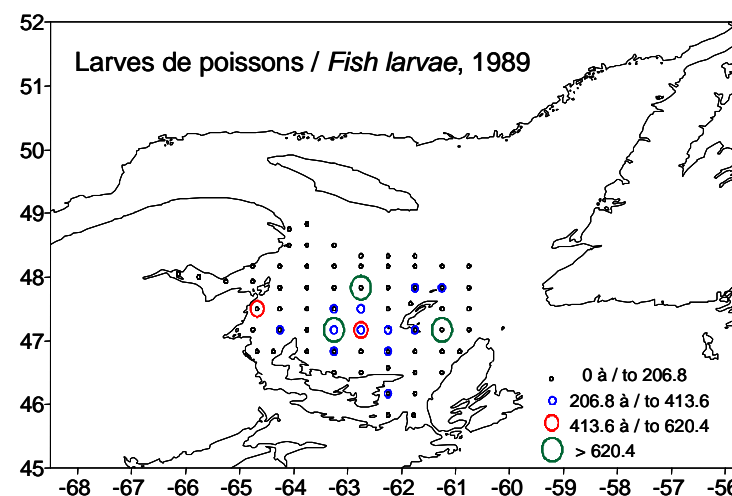 52
Larves de poissons / Fish larvae, 1989
51
50
49
48
47
46
45
0 à / to 206.8
206.8 à / to 413.6
413.6 à / to 620.4
> 620.4
-68 -67 -66 -65 -64 -63 -62 -61 -60 -59 -58 -57 -56